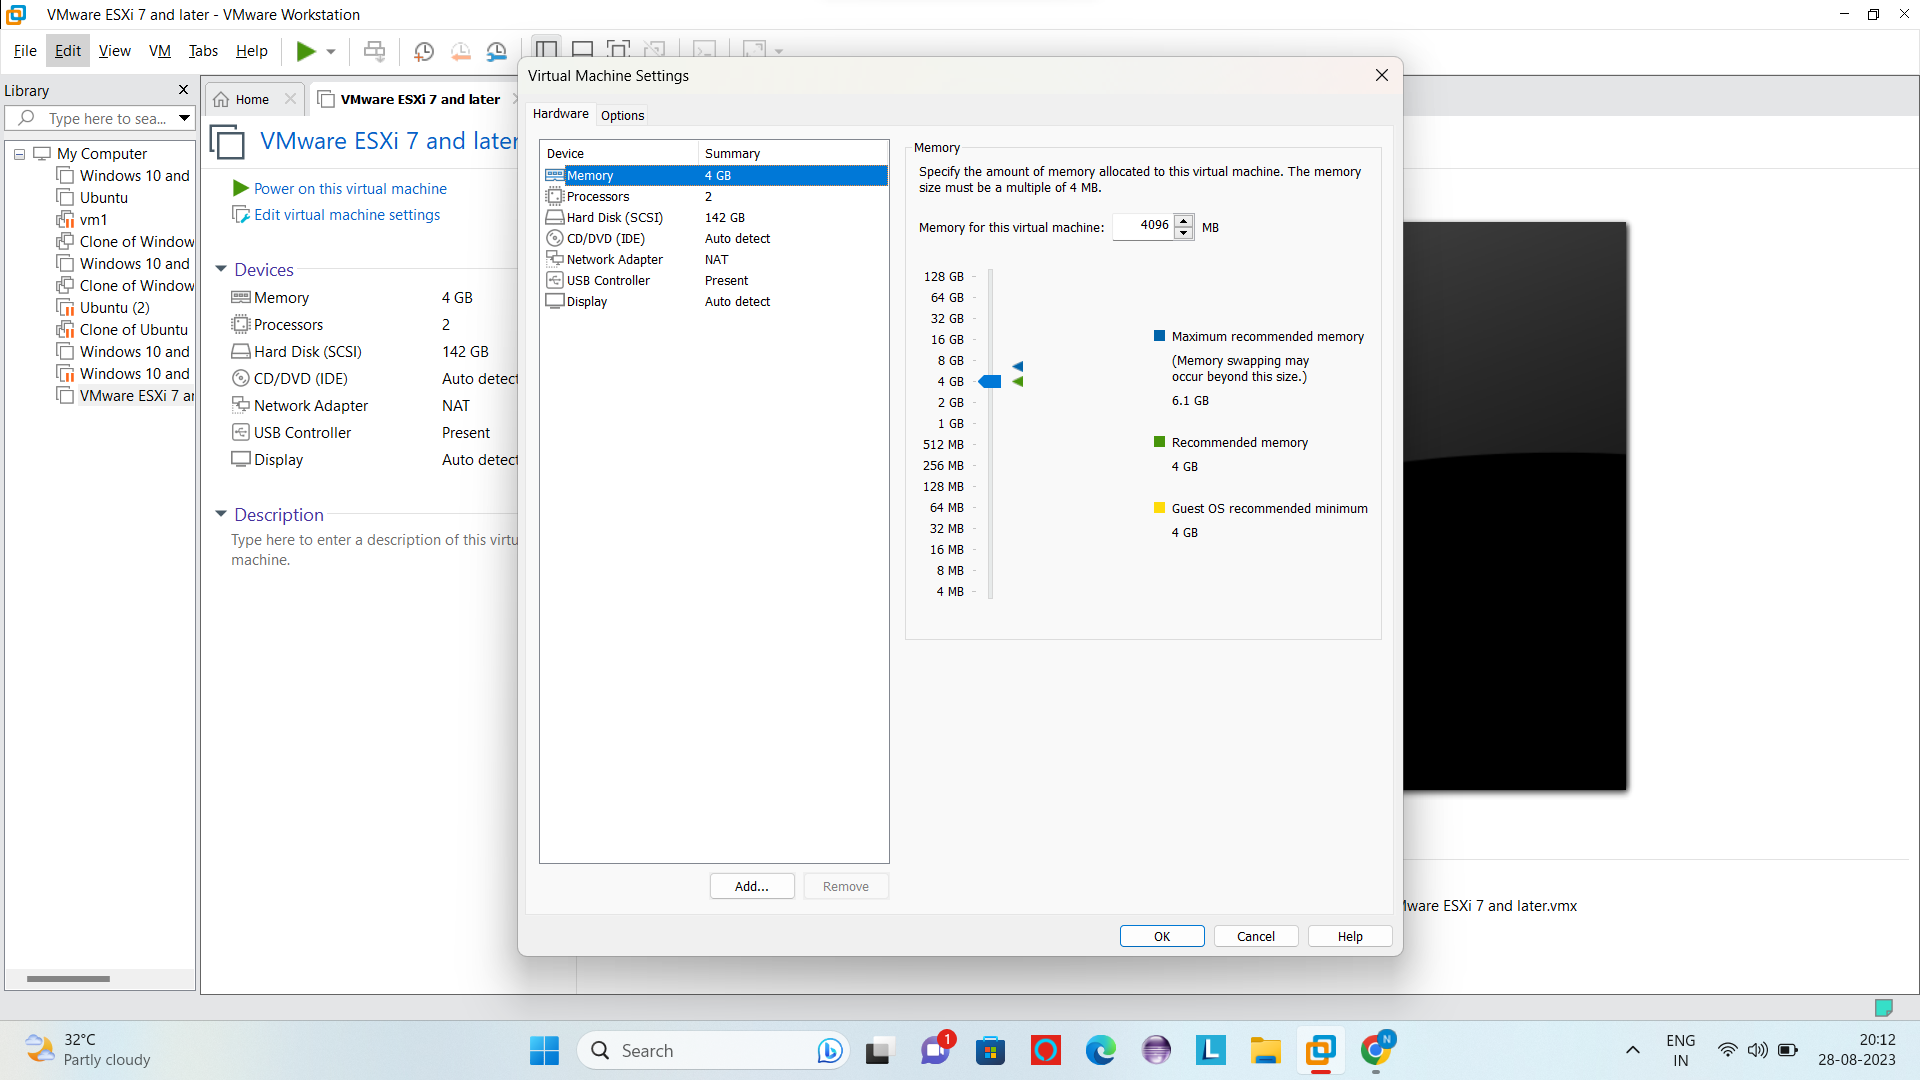 VMware ESXi 7 and later - VMware Workstation
File Edit View VM Tabs Help
Library
Type here to sea...
My Computer
Windows 10 and
Ubuntu
vm1
Clone of Window
Windows 10 and
Clone of Window
Ubuntu (2)
Clone of Ubuntu
Windows 10 and
Windows 10 and
VMware ESXi 7 ar
Home
VMware ESXi 7 and later
VMware ESXi 7 and later
Power on this virtual machine
Edit virtual machine settings
Devices
Memory 4 GB
Processors 2
Hard Disk (SCSI) 142 GB
CD/DVD (IDE) Auto detect
Network Adapter NAT
USB Controller Present
Display Auto detect
Description
Type here to enter a description of this virtu
machine.
Virtual Machine Settings
Hardware Options
Device Summary
Memory 4 GB
Processors 2
Hard Disk (SCSI) 142 GB
CD/DVD (IDE) Auto detect
Network Adapter NAT
USB Controller Present
Display Auto detect
Add... Remove
Memory
Specify the amount of memory allocated to this virtual machine. The memory
size must be a multiple of 4 MB.
Memory for this virtual machine: 4096 MB
128 GB
64 GB
32 GB
16 GB
8 GB
4 GB
2 GB
1 GB
512 MB
256 MB
128 MB
64 MB
32 MB
16 MB
8 MB
4 MB
Maximum recommended memory
(Memory swapping may
occur beyond this size.)
6.1 GB
Recommended memory
4 GB
Guest OS recommended minimum
4 GB
OK Cancel Help
Mware ESXi 7 and later.vmx
32°C
Partly cloudy
Search
1
L
N
ENG
IN
20:12
28-08-2023